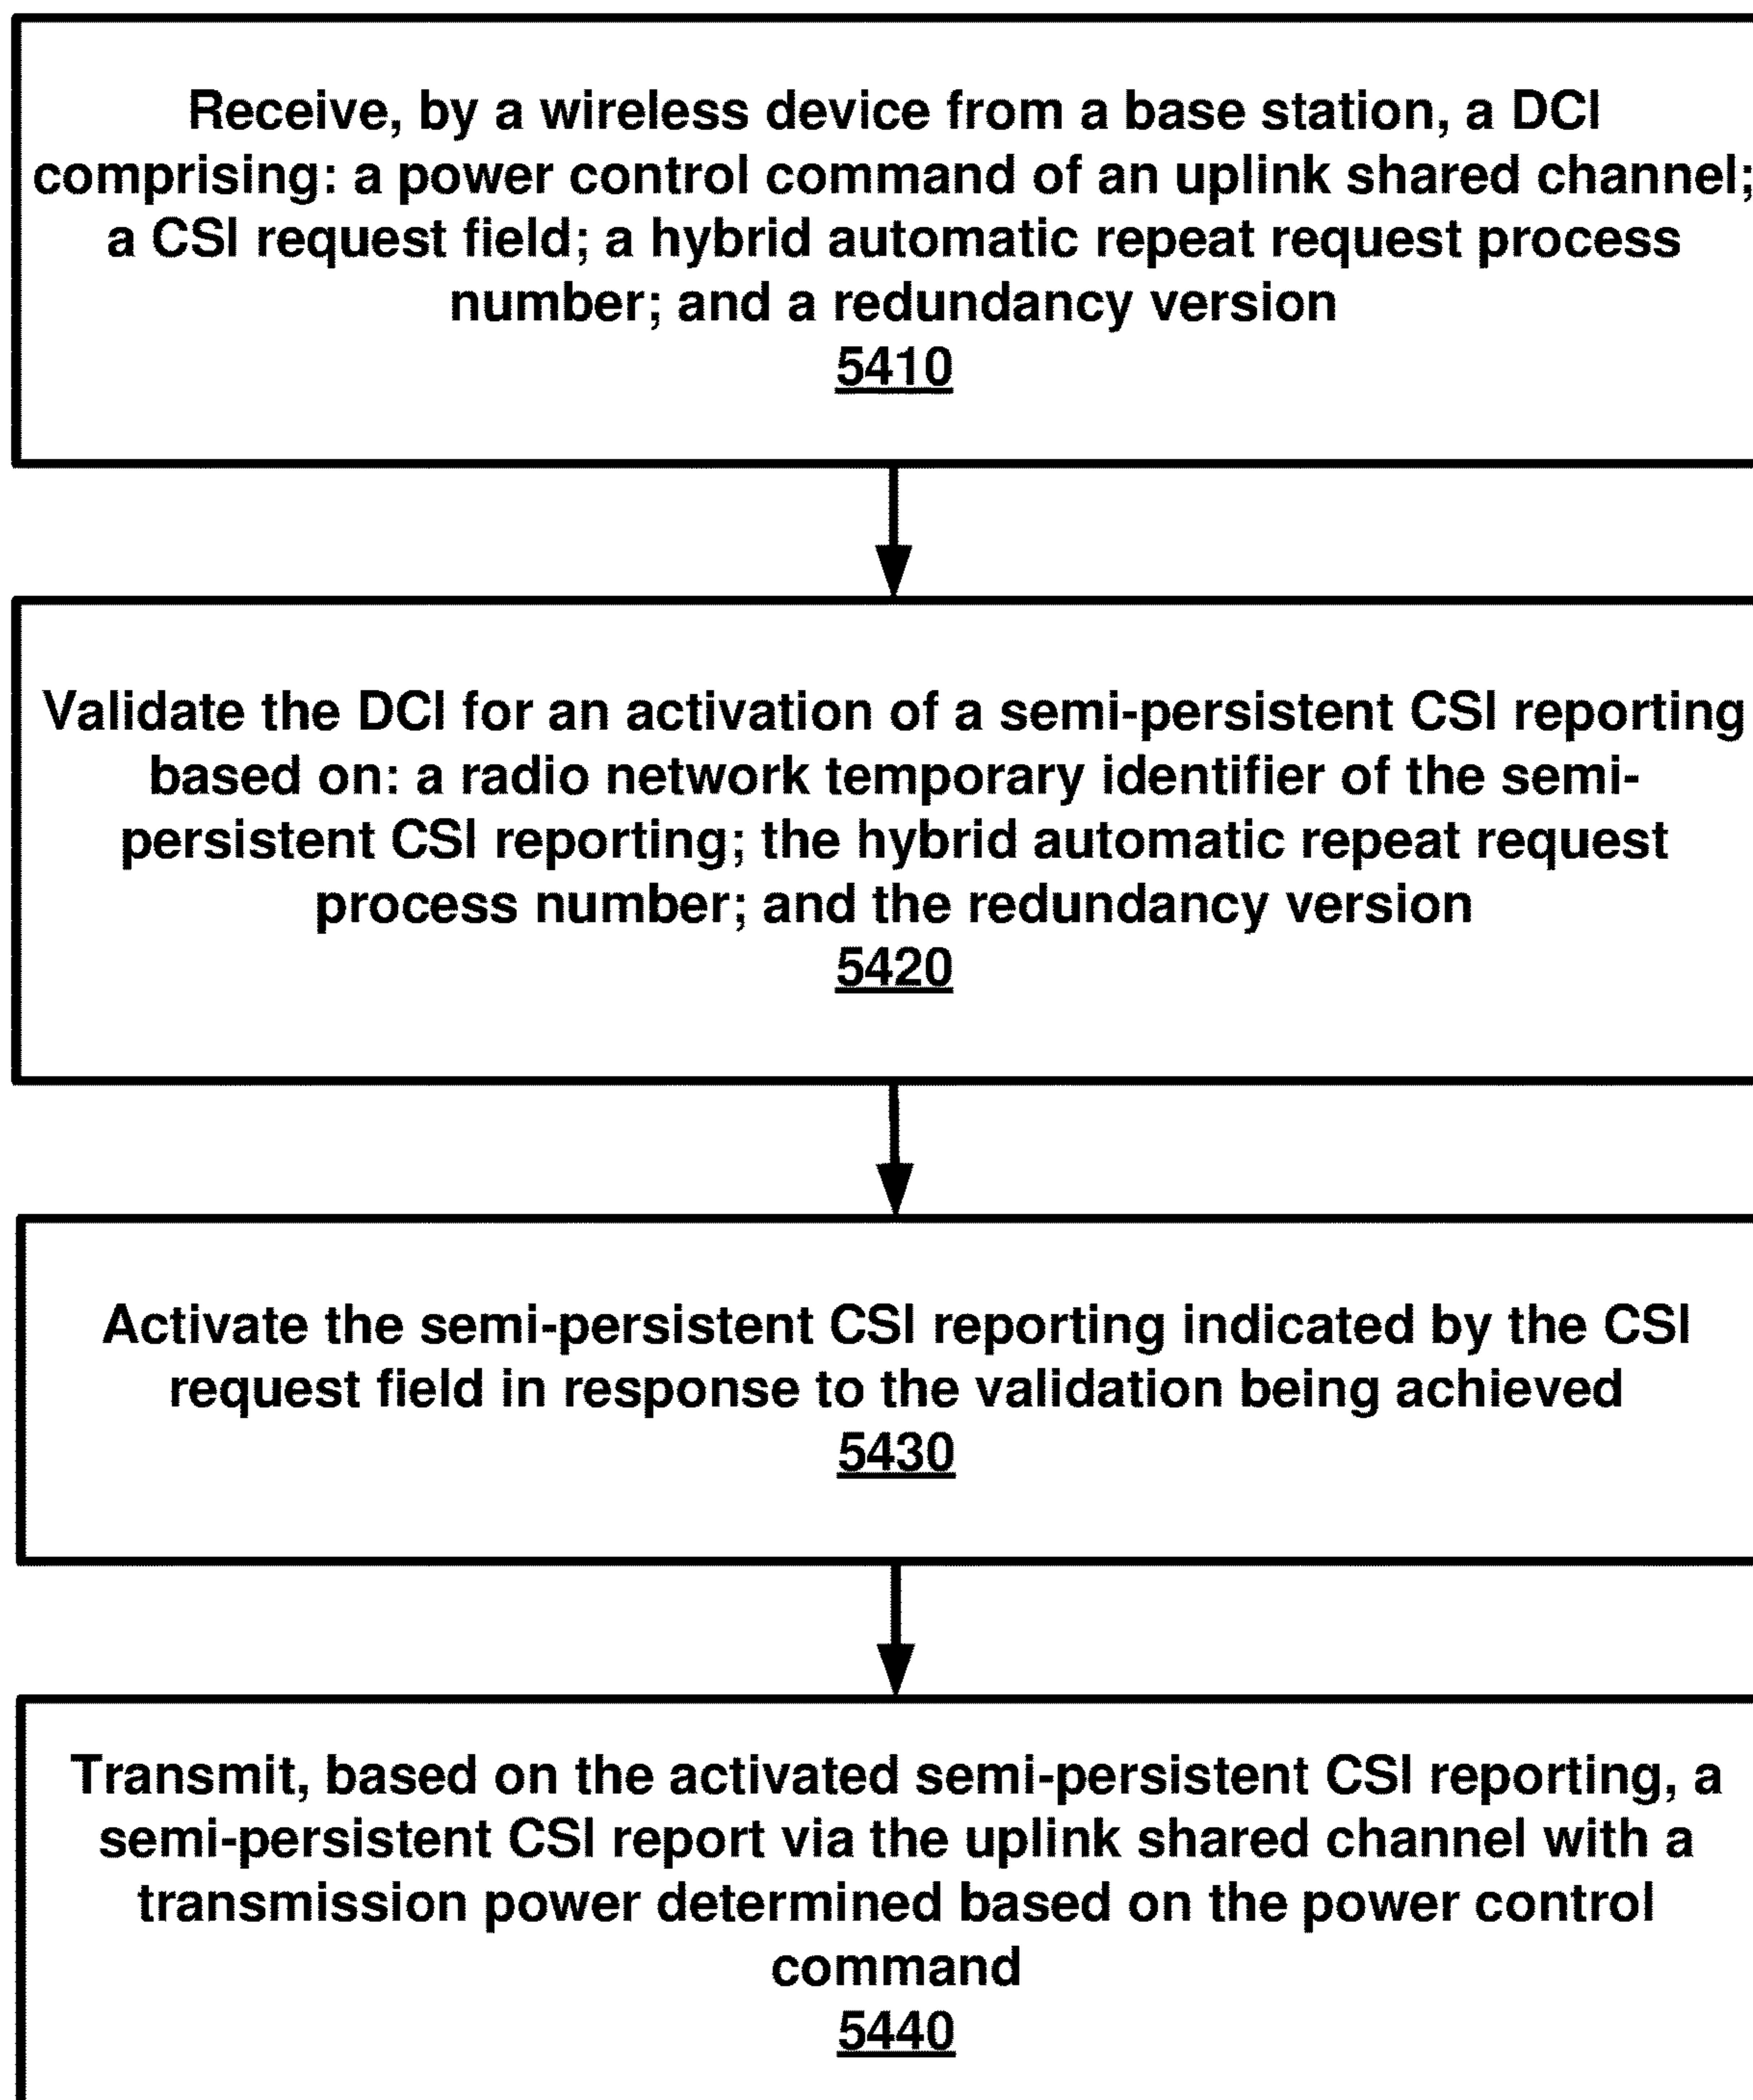 Receive, by a wireless device from a base station, a DCI
comprising: a power control command of an uplink shared channel;
a CSI request field; a hybrid automatic repeat request process
number; and a redundancy version
5410
Validate the DCI for an activation of a semi-persistent CSI reporting
based on: a radio network temporary identifier of the semi-
persistent CSI reporting; the hybrid automatic repeat request
process number; and the redundancy version
5420
Activate the semi-persistent CSI reporting indicated by the CSI
request field in response to the validation being achieved
5430
Transmit, based on the activated semi-persistent CSI reporting, a
semi-persistent CSI report via the uplink shared channel with a
transmission power determined based on the power control
command
5440